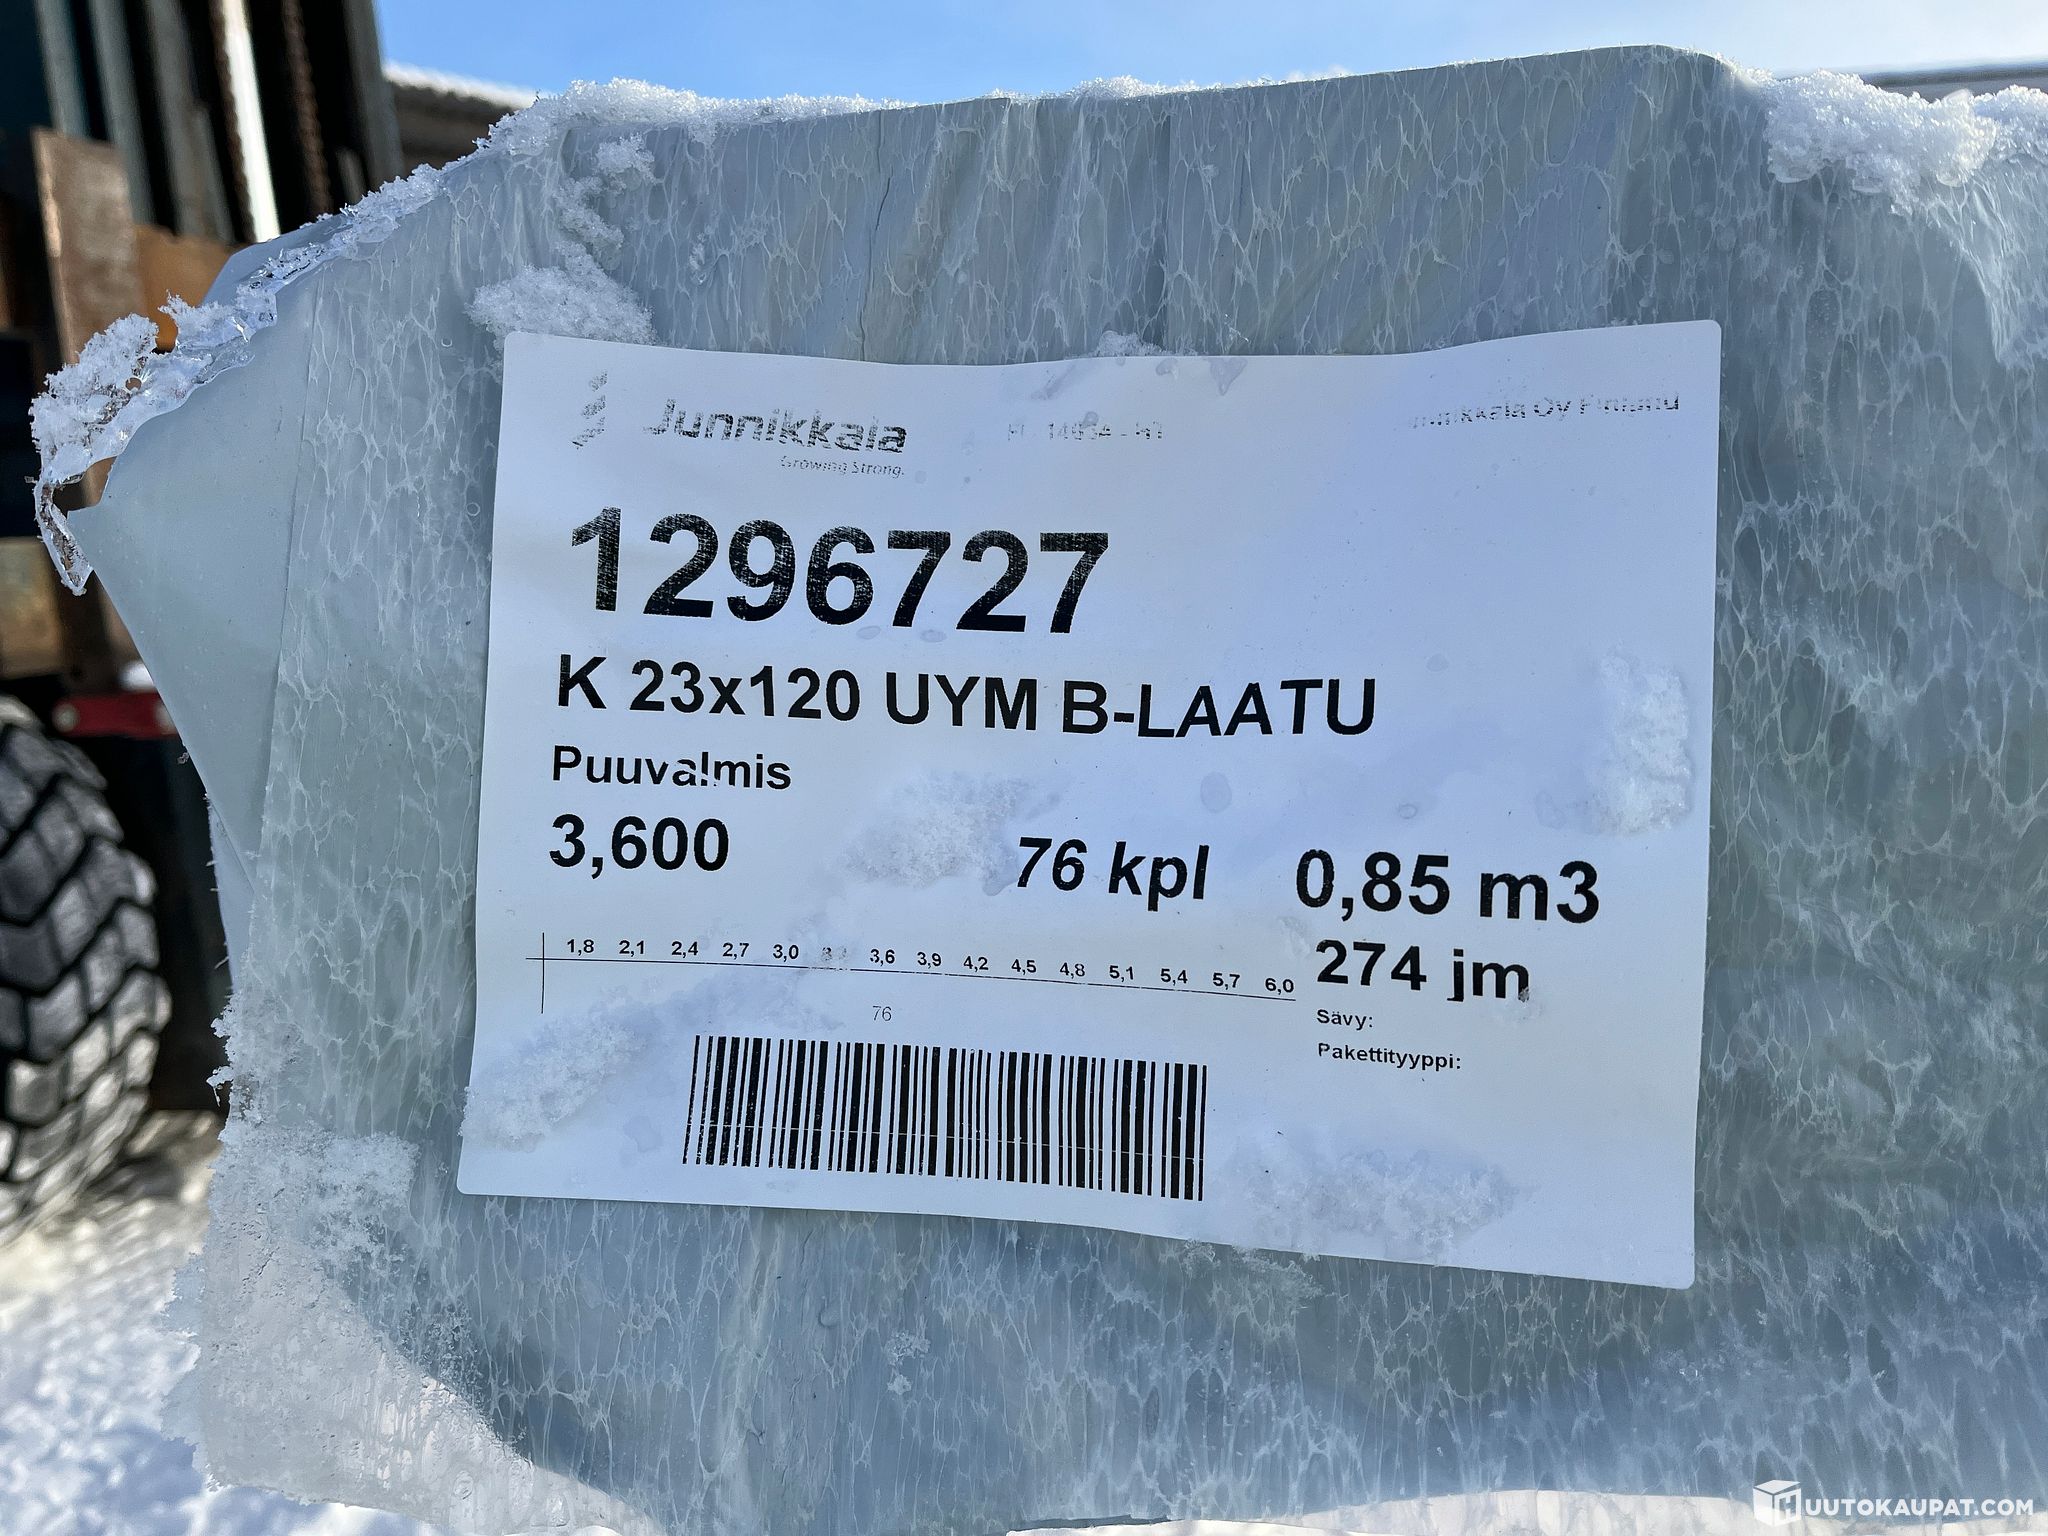 Junnikkala
Growing Strong.
Oy Finland
1296727
K 23x120 UYM B-LAATU
Puuvalmis
3,600 76 kpl 0,85 m3
274 jm
1,8 2,1 2,4 2,7 3,0 3,6 3,9 4,2 4,5 4,8 5,1 5,4 5,7 6,0
76
Sävy:
Pakettityyppi:
HUUTOKAUPAT.COM